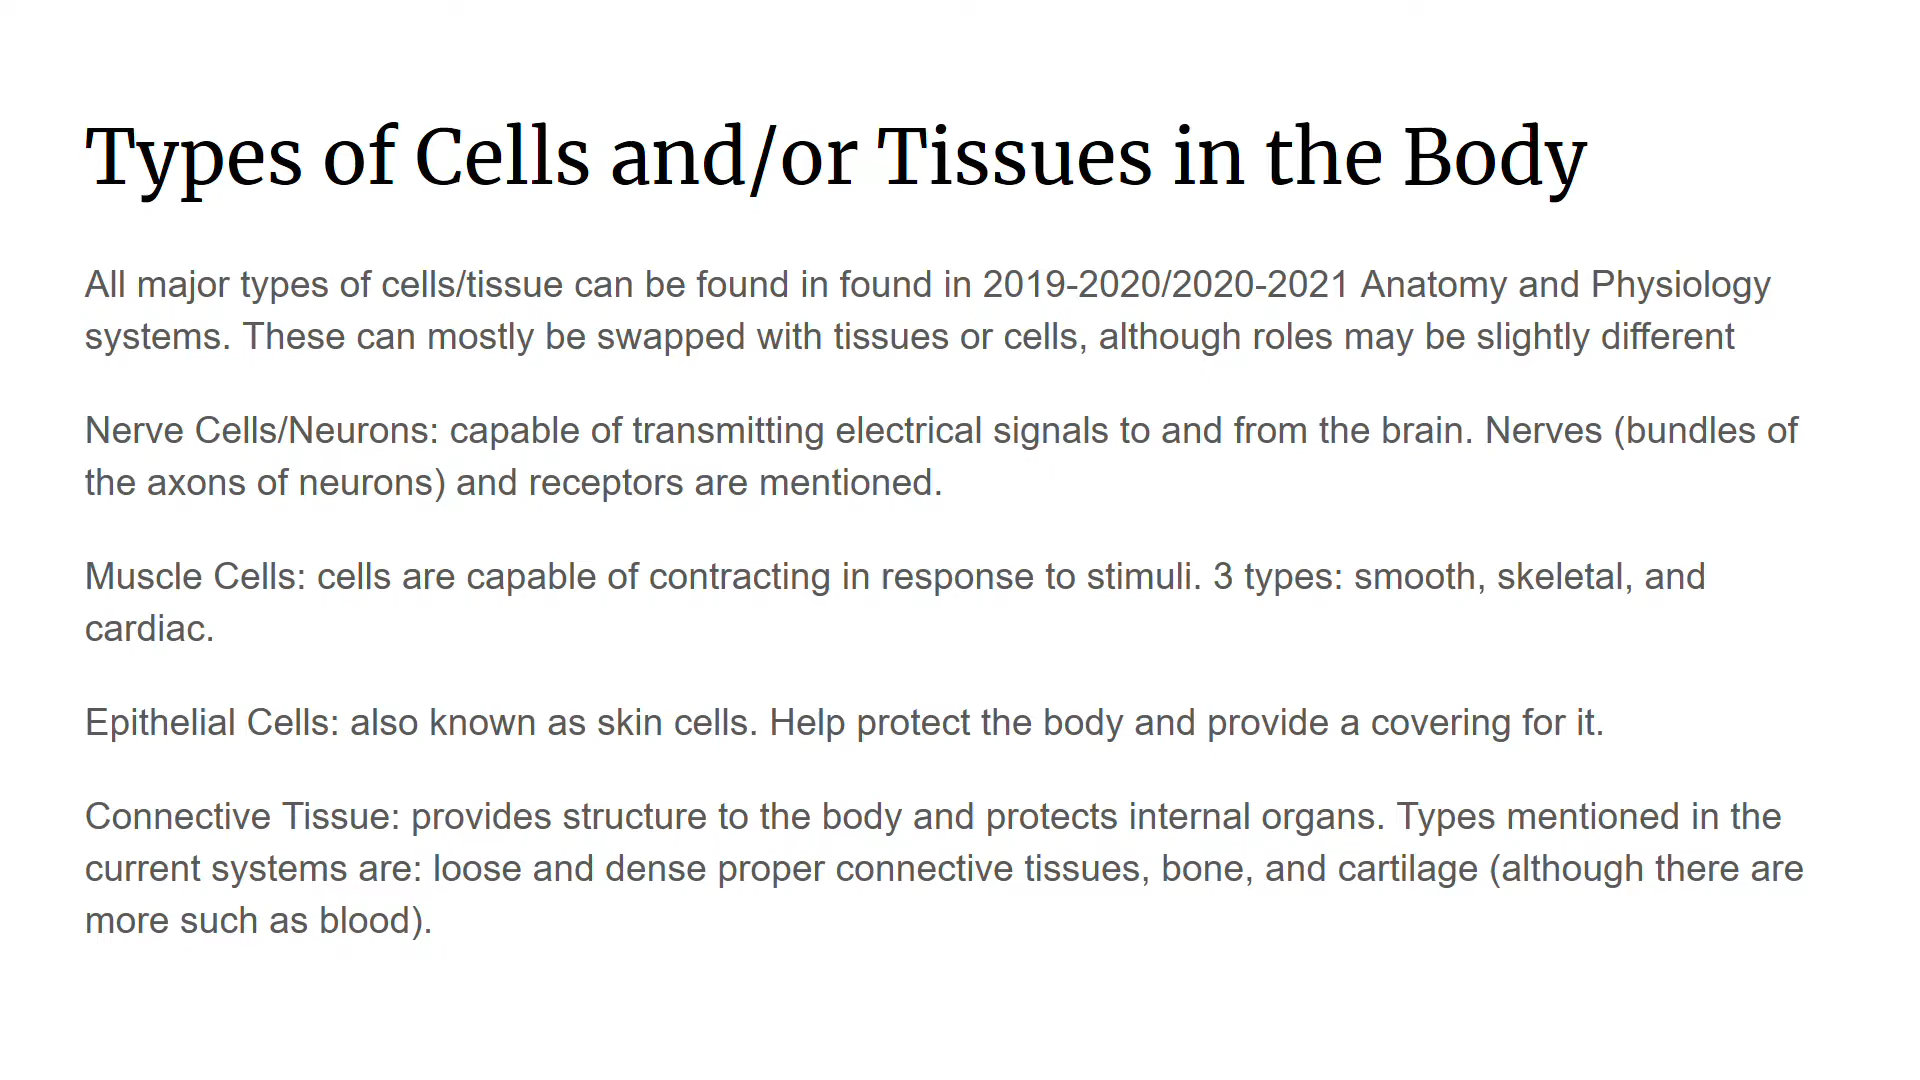 Types of Cells and/or Tissues in the Body
All major types of cells/tissue can be found in found in 2019-2020/2020-2021 Anatomy and Physiology
systems. These can mostly be swapped with tissues or cells, although roles may be slightly different
Nerve Cells/Neurons: capable of transmitting electrical signals to and from the brain. Nerves (bundles of
the axons of neurons) and receptors are mentioned.
Muscle Cells: cells are capable of contracting in response to stimuli. 3 types: smooth, skeletal, and
cardiac.
Epithelial Cells: also known as skin cells. Help protect the body and provide a covering for it.
Connective Tissue: provides structure to the body and protects internal organs. Types mentioned in the
current systems are: loose and dense proper connective tissues, bone, and cartilage (although there are
more such as blood).